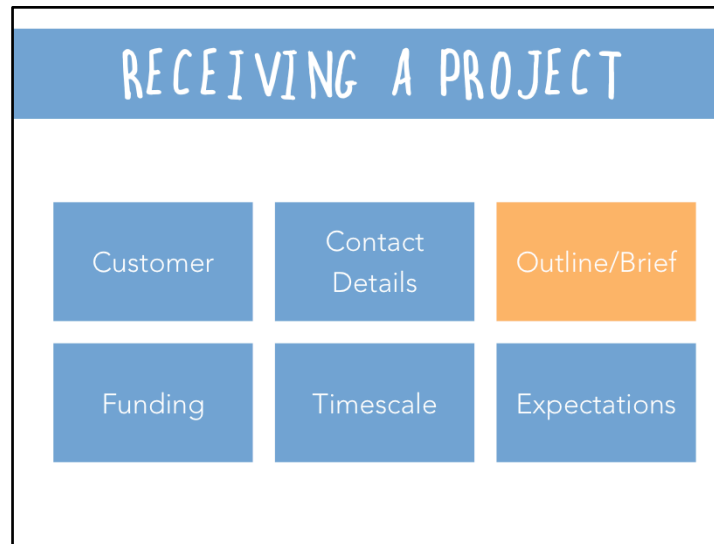 RECEIVING A PROJECT
Customer
Contact
Details
Outline/Brief
Funding
Timescale
Expectations